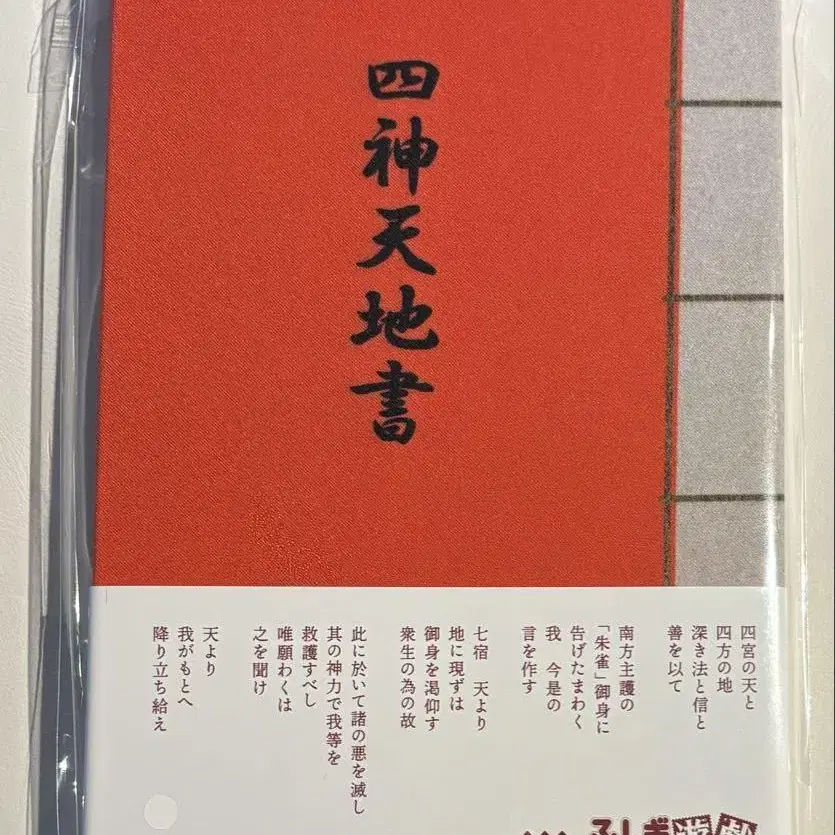 四神天地書
四宮の天と
四方の地
深き法と信と
善を以て
南方主護の
「朱雀」御身に
告げたまわく
我　今是の
言を作す
七宿　天より
地に現ずは
御身を渇仰す
衆生の為の故
此に於いて諸の悪を滅し
其の神力で我等を
救護すべし
唯願わくは
之を聞け
天より
我がもとへ
降り立ち給え
ふしぎ遊戯